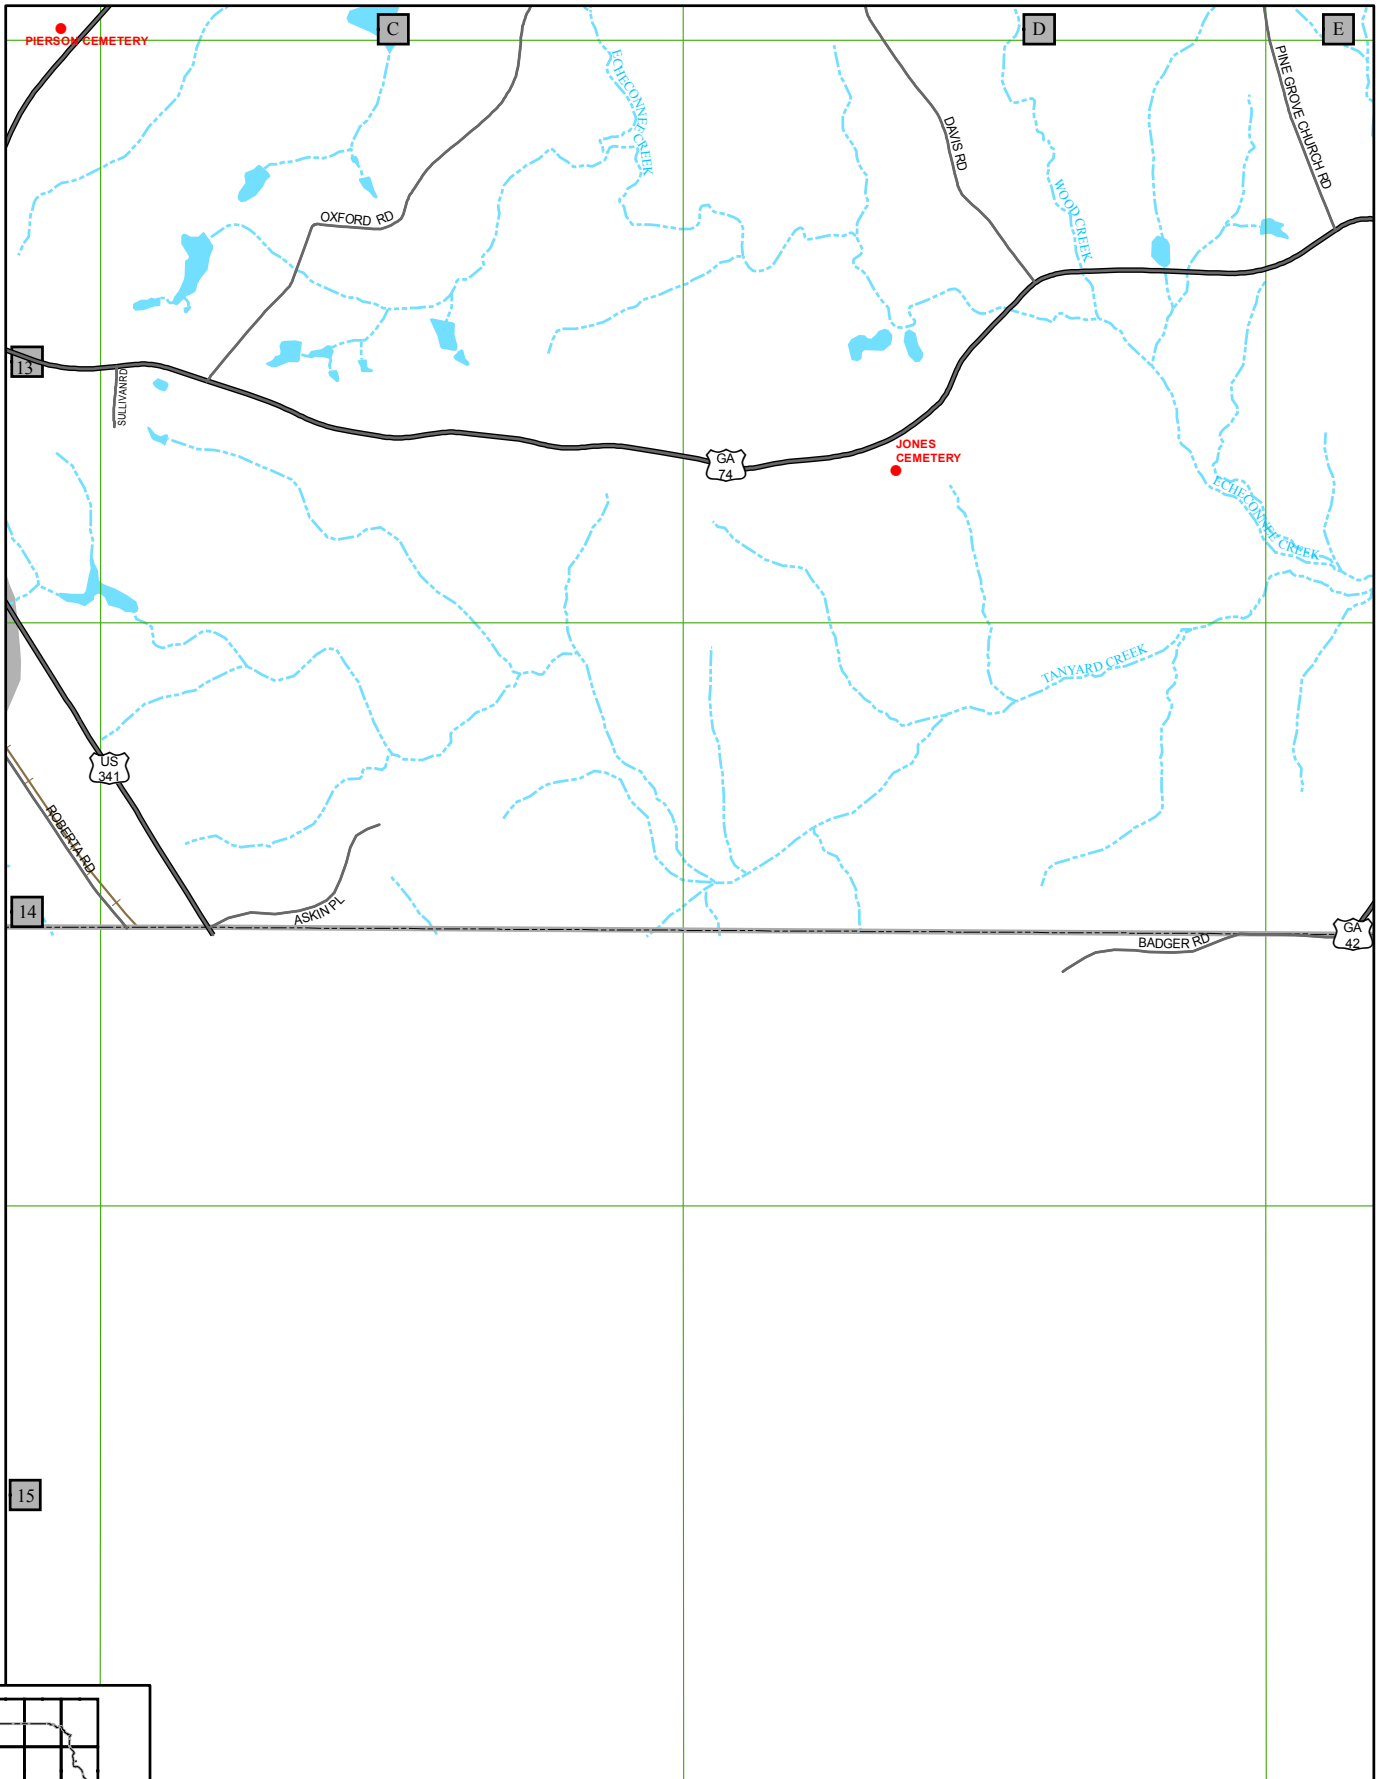 C
D
E
PIERSON CEMETERY
ECHECONNEE CREEK
PINE GROVE CHURCH RD
DAVIS RD
WOOD CREEK
OXFORD RD
13
SULLIVAN RD
JONES
CEMETERY
GA
74
ECHECONNEE CREEK
TANYARD CREEK
US
341
ROBERTA RD
14
ASKIN PL
BADGER RD
GA
42
15